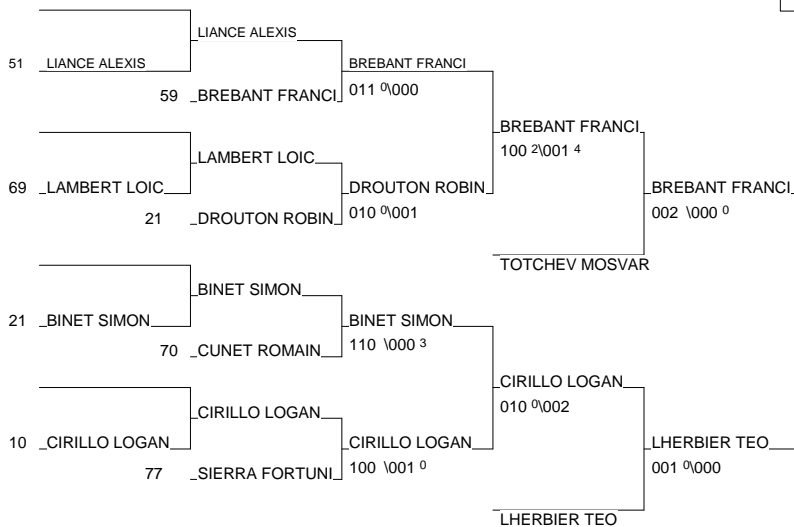 LIANCE ALEXIS
51 LIANCE ALEXIS BREBANT FRANCI
59 BREBANT FRANCI 011 0\000
BREBANT FRANCI
100 2\001 4
LAMBERT LOIC
69 LAMBERT LOIC DROUTON ROBIN BREBANT FRANCI
21 DROUTON ROBIN 010 0\001 002 \000 0
TOTCHEV MOSVAR
BINET SIMON
21 BINET SIMON BINET SIMON
70 CUNET ROMAIN 110 \000 3
CIRILLO LOGAN
010 0\002
CIRILLO LOGAN
10 CIRILLO LOGAN CIRILLO LOGAN LHERBIER TEO
77 SIERRA FORTUNI 100 \001 0 001 0\000
LHERBIER TEO